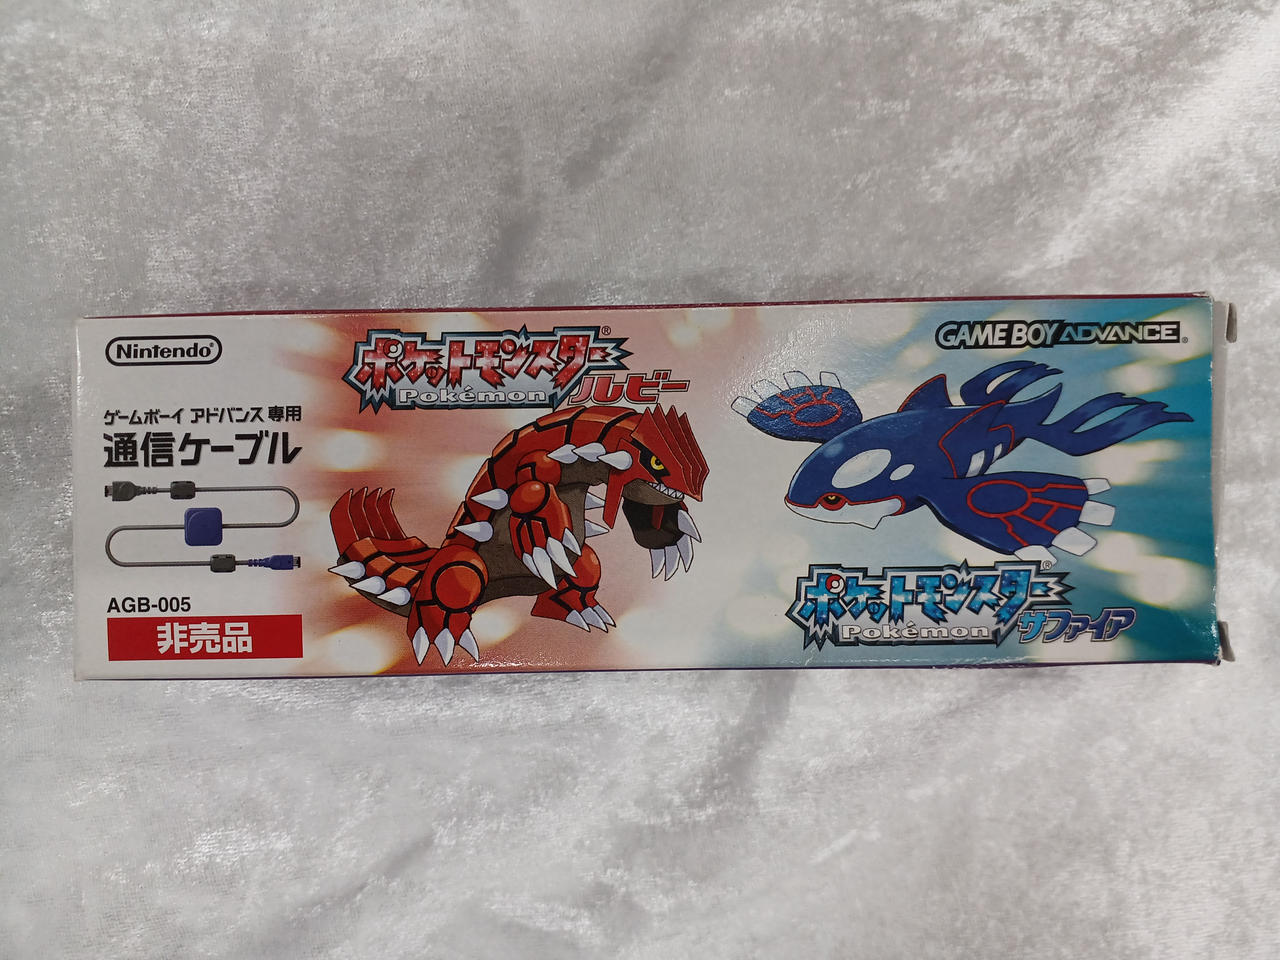 Nintendo
ゲームボーイ アドバンス 専用
通信ケーブル
AGB-005
非売品
ポケットモンスター®
Pokémon
ルビー
GAME BOY ADVANCE®
ポケットモンスター®
Pokémon
サファイア